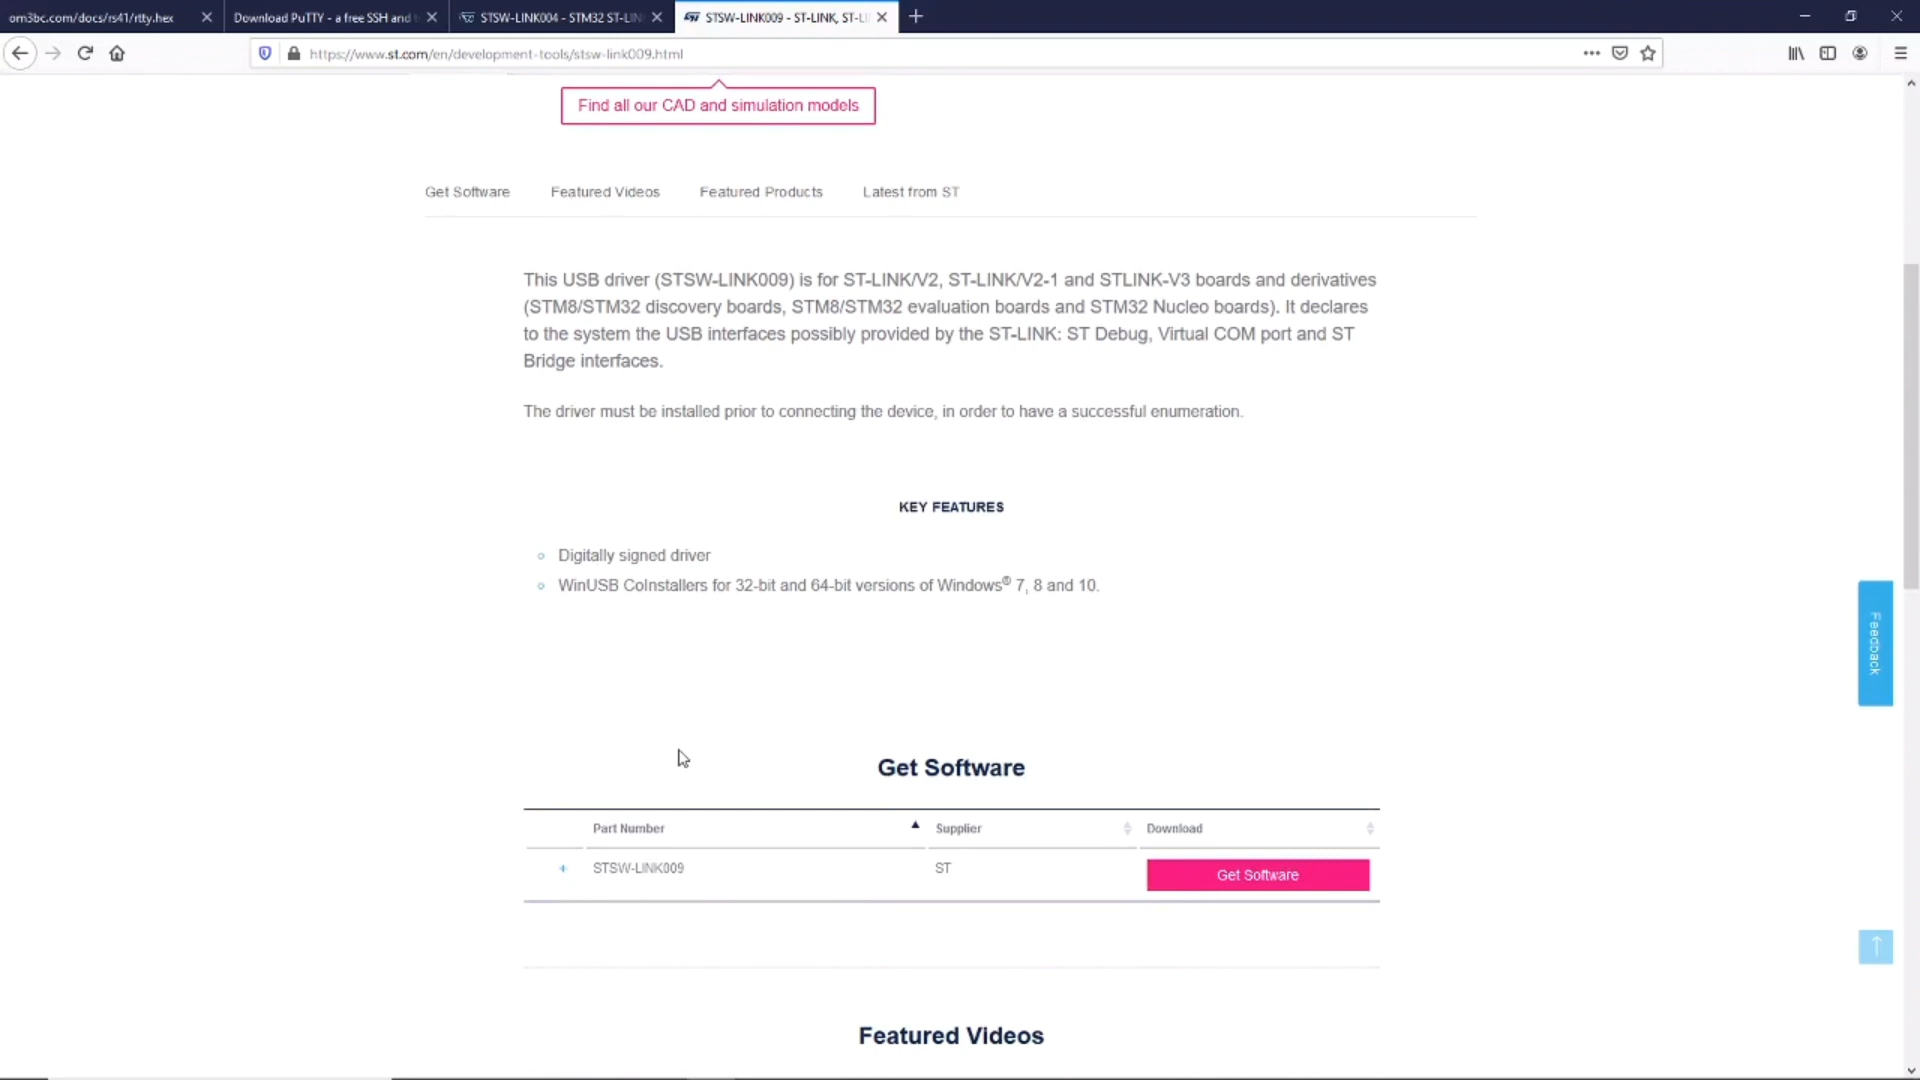 om3bc.com/docs/rs41/rtty.hex
Download PuTTY - a free SSH and t
STSW-LINK004 - STM32 ST-LIN
STSW-LINK009 - ST-LINK, ST-LI
https://www.st.com/en/development-tools/stsw-link009.html
Find all our CAD and simulation models
Get Software
Featured Videos
Featured Products
Latest from ST
This USB driver (STSW-LINK009) is for ST-LINK/V2, ST-LINK/V2-1 and STLINK-V3 boards and derivatives
(STM8/STM32 discovery boards, STM8/STM32 evaluation boards and STM32 Nucleo boards). It declares
to the system the USB interfaces possibly provided by the ST-LINK: ST Debug, Virtual COM port and ST
Bridge interfaces.
The driver must be installed prior to connecting the device, in order to have a successful enumeration.
KEY FEATURES
Digitally signed driver
WinUSB CoInstallers for 32-bit and 64-bit versions of Windows® 7, 8 and 10.
Feedback
Get Software
Part Number
Supplier
Download
STSW-LINK009
ST
Get Software
Featured Videos